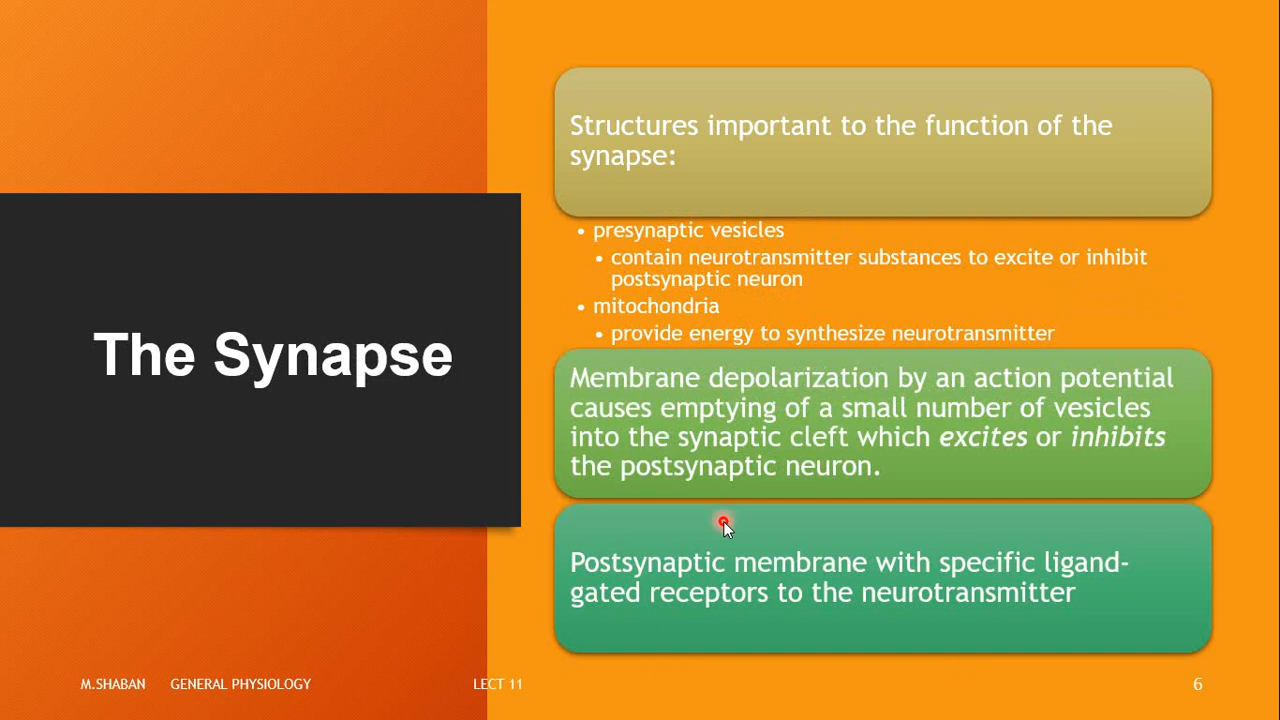 The Synapse
Structures important to the function of the
synapse:
• presynaptic vesicles
• contain neurotransmitter substances to excite or inhibit
postsynaptic neuron
• mitochondria
• provide energy to synthesize neurotransmitter
Membrane depolarization by an action potential
causes emptying of a small number of vesicles
into the synaptic cleft which excites or inhibits
the postsynaptic neuron.
Postsynaptic membrane with specific ligand-
gated receptors to the neurotransmitter
M.SHABAN GENERAL PHYSIOLOGY LECT 11 6